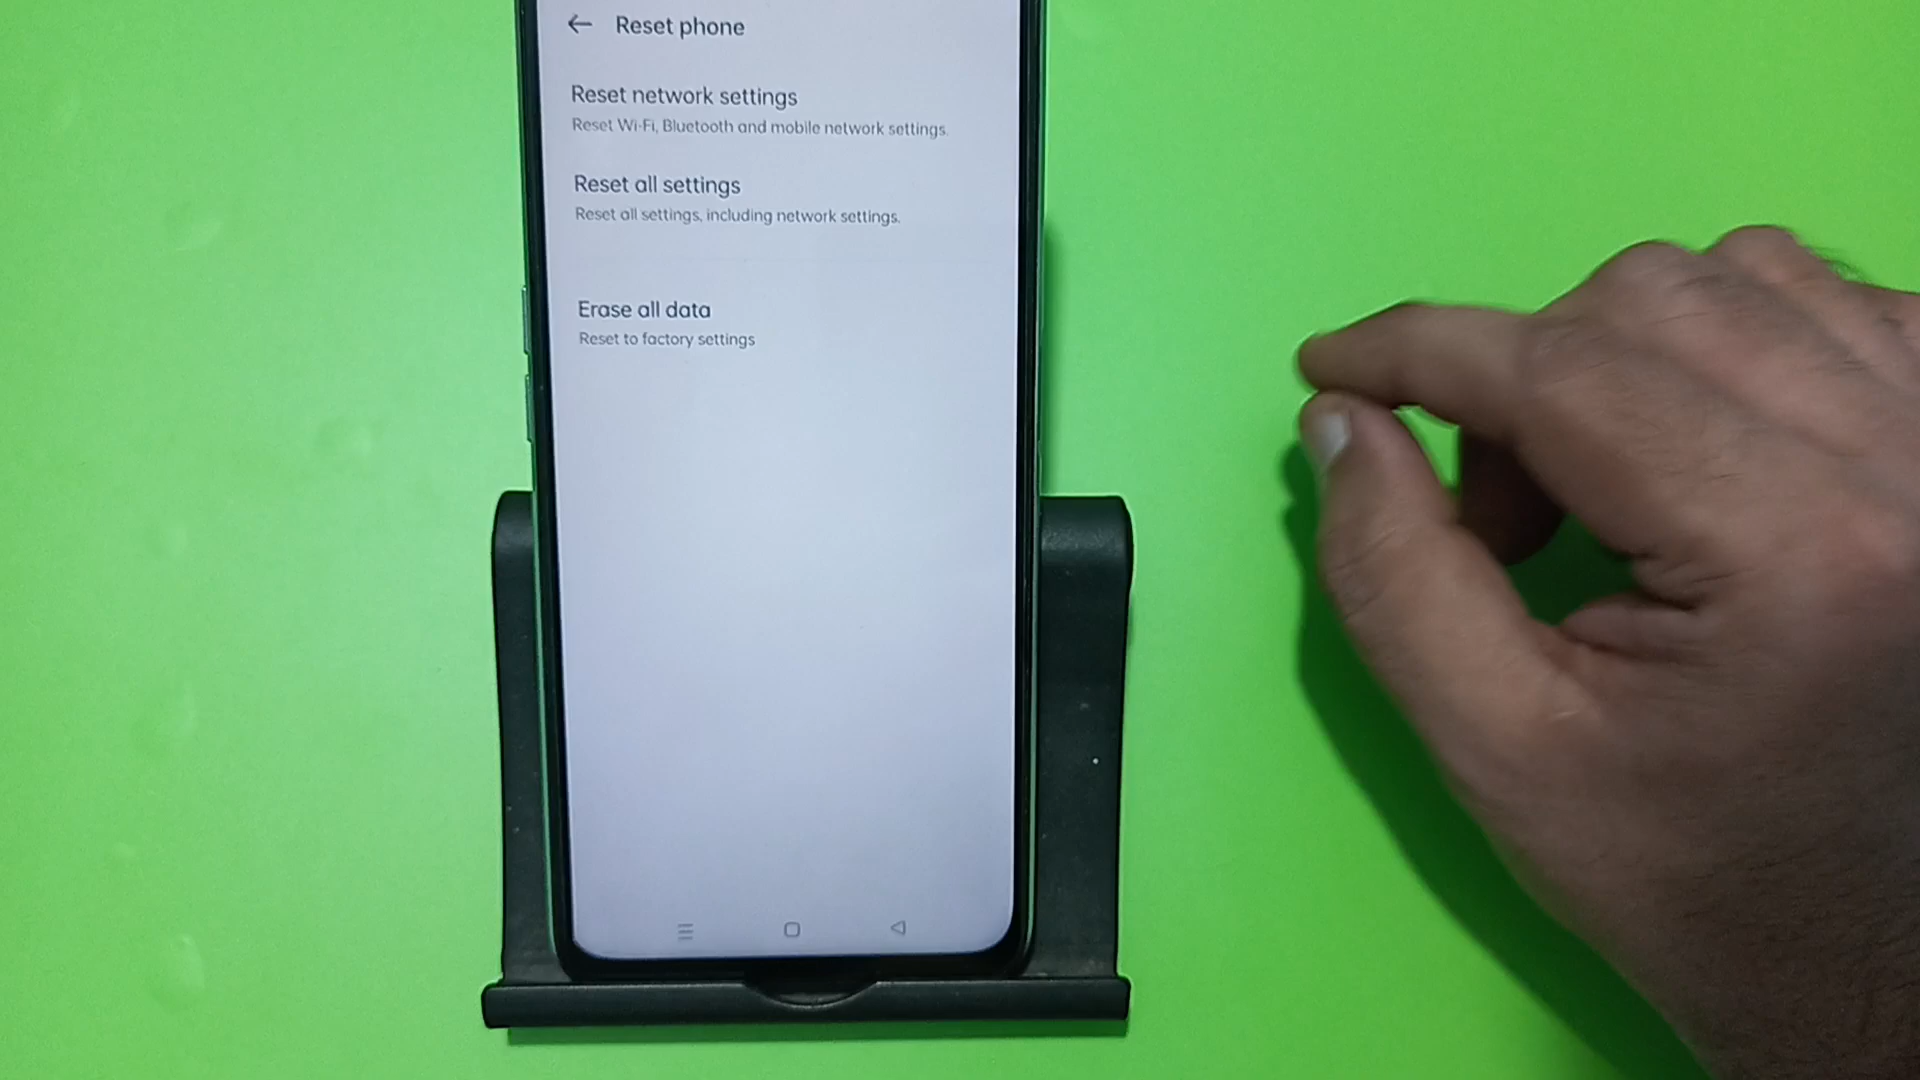 Reset phone
Reset network settings
Reset Wi-Fi, Bluetooth and mobile network settings.
Reset all settings
Reset all settings, including network settings.
Erase all data
Reset to factory settings